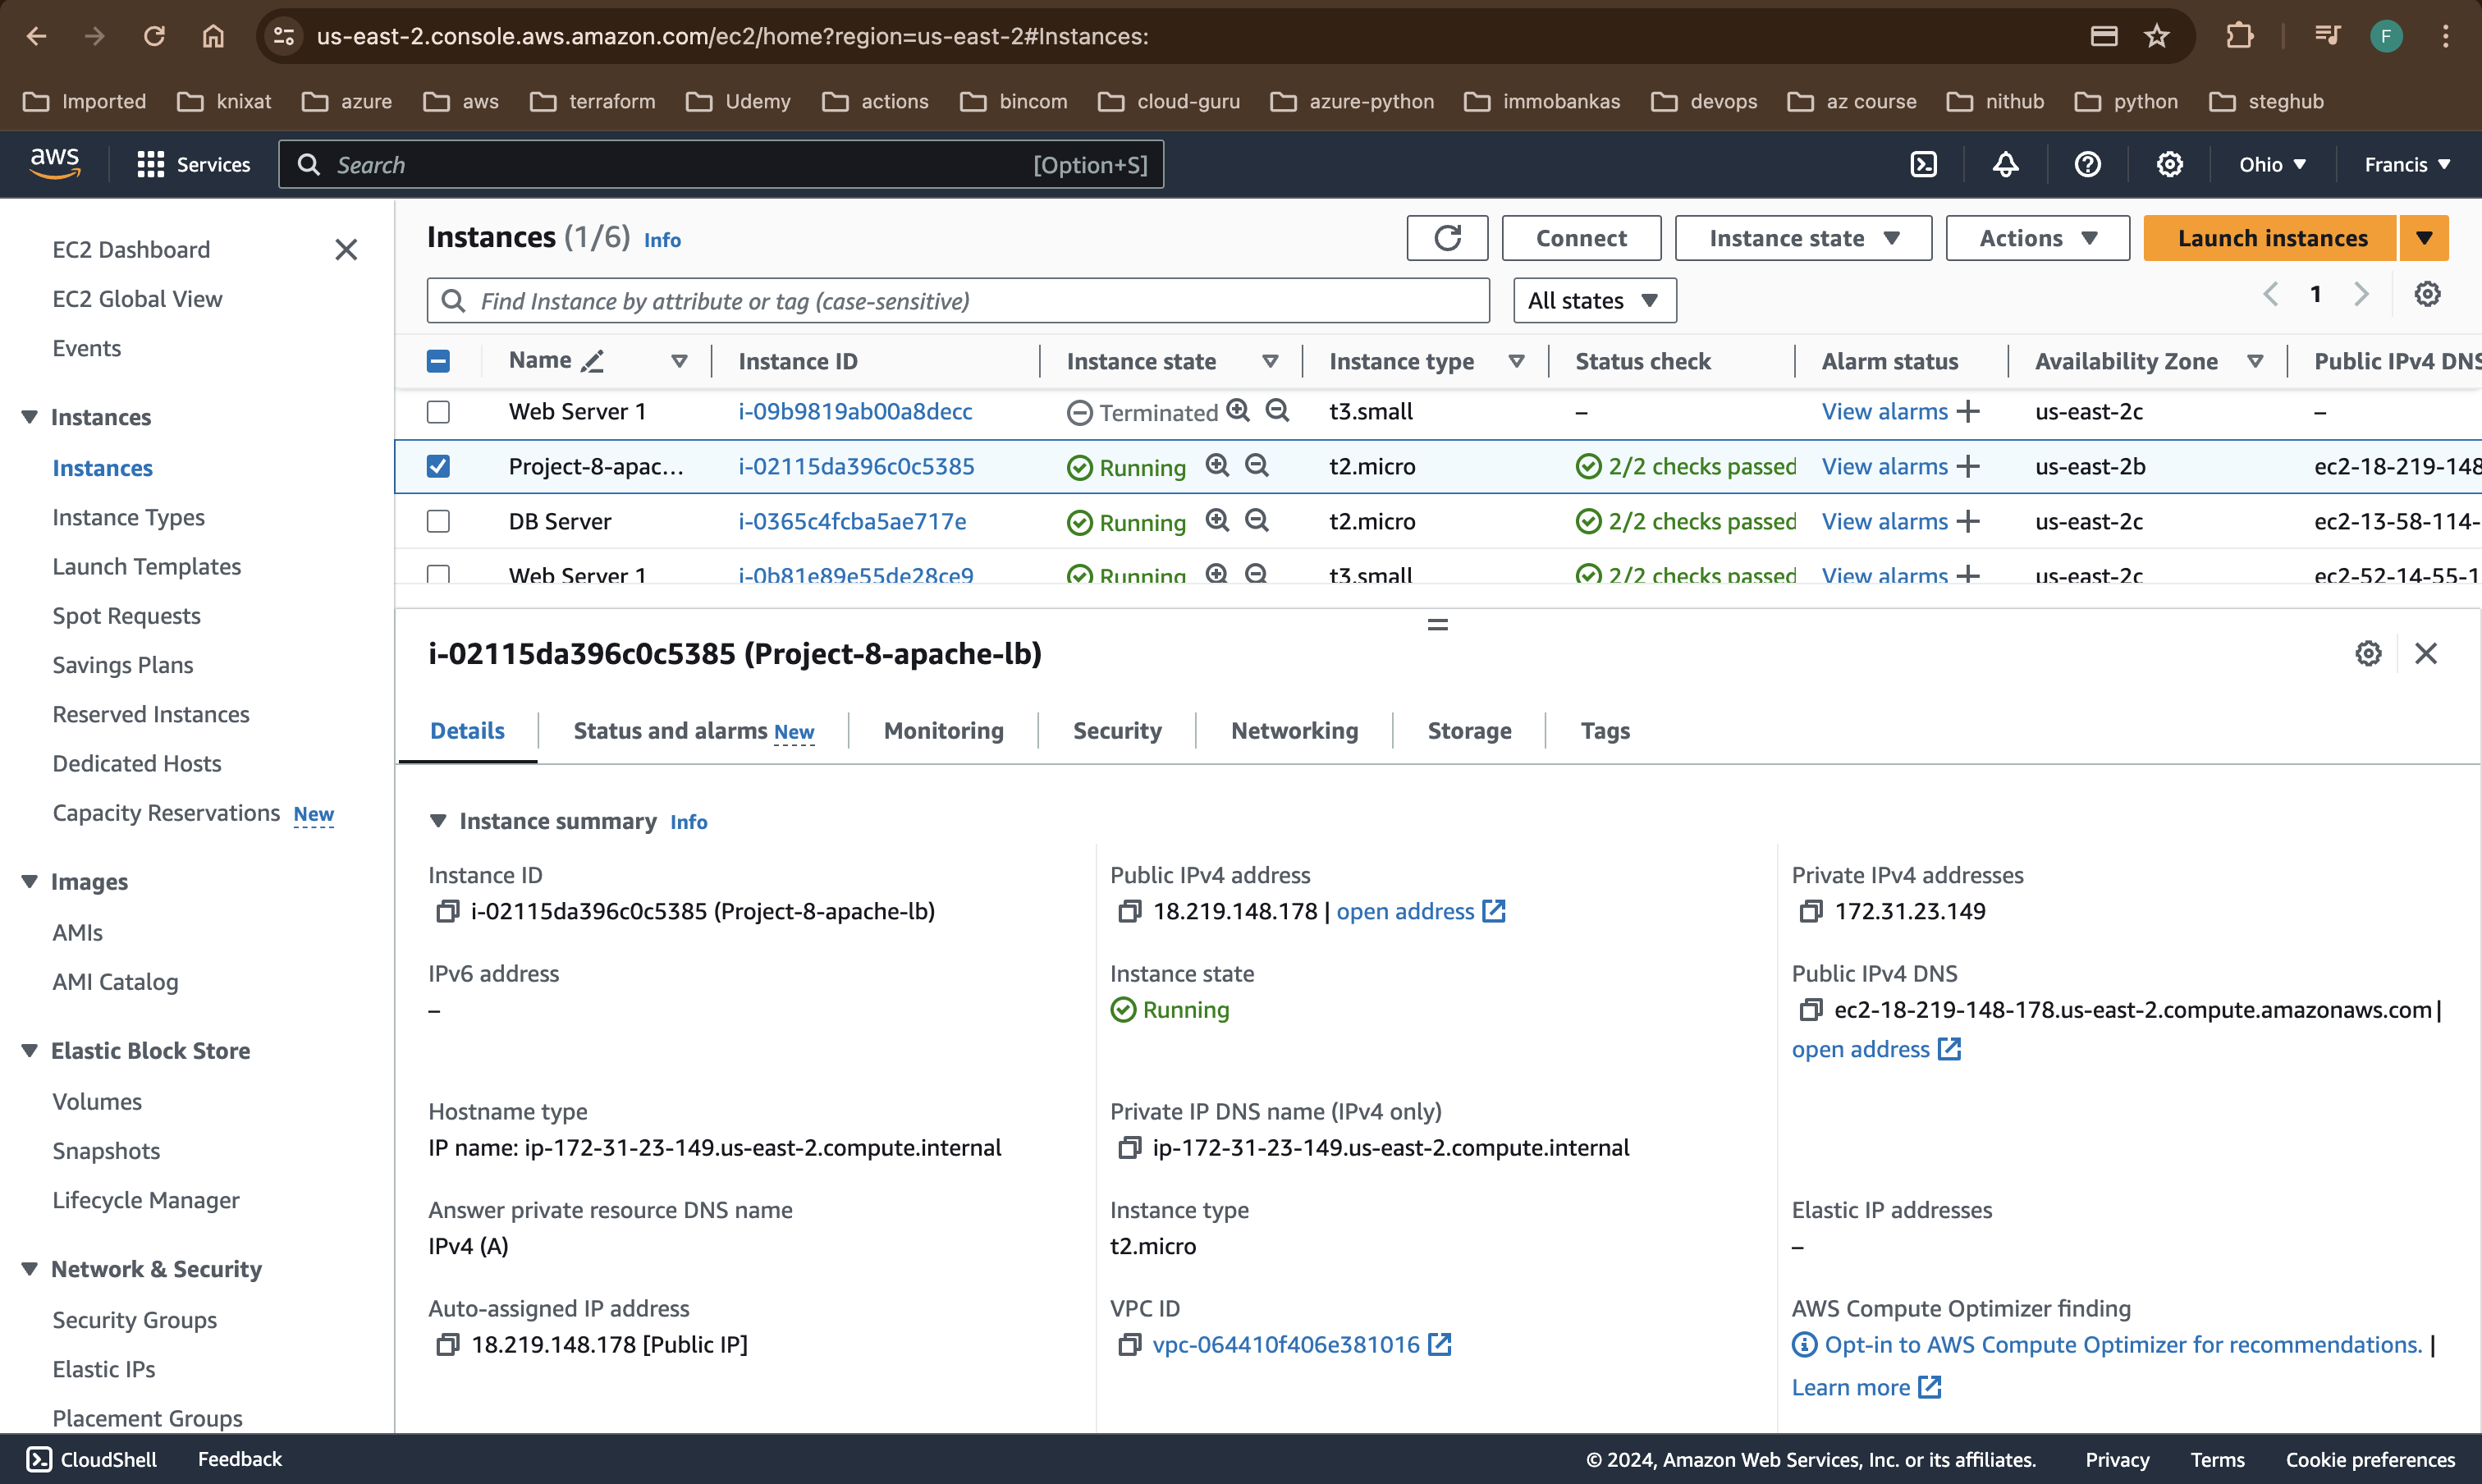 us-east-2.console.aws.amazon.com/ec2/home?region=us-east-2#Instances:
F
Imported knixat azure aws terraform Udemy actions bincom cloud-guru azure-python immobankas devops az course nithub python steghub
aws Services Search [Option+S] Ohio Francis
EC2 Dashboard
EC2 Global View
Events
Instances
Instances
Instance Types
Launch Templates
Spot Requests
Savings Plans
Reserved Instances
Dedicated Hosts
Capacity Reservations New
Images
AMIs
AMI Catalog
Elastic Block Store
Volumes
Snapshots
Lifecycle Manager
Network & Security
Security Groups
Elastic IPs
Placement Groups
Instances (1/6) Info
Connect Instance state Actions Launch instances
Find Instance by attribute or tag (case-sensitive) All states 1
Name Instance ID Instance state Instance type Status check Alarm status Availability Zone Public IPv4 DNS
Web Server 1 i-09b9819ab00a8decc Terminated t3.small – View alarms + us-east-2c –
Project-8-apac... i-02115da396c0c5385 Running t2.micro 2/2 checks passed View alarms + us-east-2b ec2-18-219-148
DB Server i-0365c4fcba5ae717e Running t2.micro 2/2 checks passed View alarms + us-east-2c ec2-13-58-114-
Web Server 1 i-0b81e89e55de28ce9 Running t3.small 2/2 checks passed View alarms + us-east-2c ec2-52-14-55-1
i-02115da396c0c5385 (Project-8-apache-lb)
Details Status and alarms New Monitoring Security Networking Storage Tags
Instance summary Info
Instance ID
i-02115da396c0c5385 (Project-8-apache-lb)
Public IPv4 address
18.219.148.178 | open address
Private IPv4 addresses
172.31.23.149
IPv6 address
–
Instance state
Running
Public IPv4 DNS
ec2-18-219-148-178.us-east-2.compute.amazonaws.com |
open address
Hostname type
IP name: ip-172-31-23-149.us-east-2.compute.internal
Private IP DNS name (IPv4 only)
ip-172-31-23-149.us-east-2.compute.internal
Answer private resource DNS name
IPv4 (A)
Instance type
t2.micro
Elastic IP addresses
–
Auto-assigned IP address
18.219.148.178 [Public IP]
VPC ID
vpc-064410f406e381016
AWS Compute Optimizer finding
Opt-in to AWS Compute Optimizer for recommendations. |
Learn more
CloudShell Feedback © 2024, Amazon Web Services, Inc. or its affiliates. Privacy Terms Cookie preferences